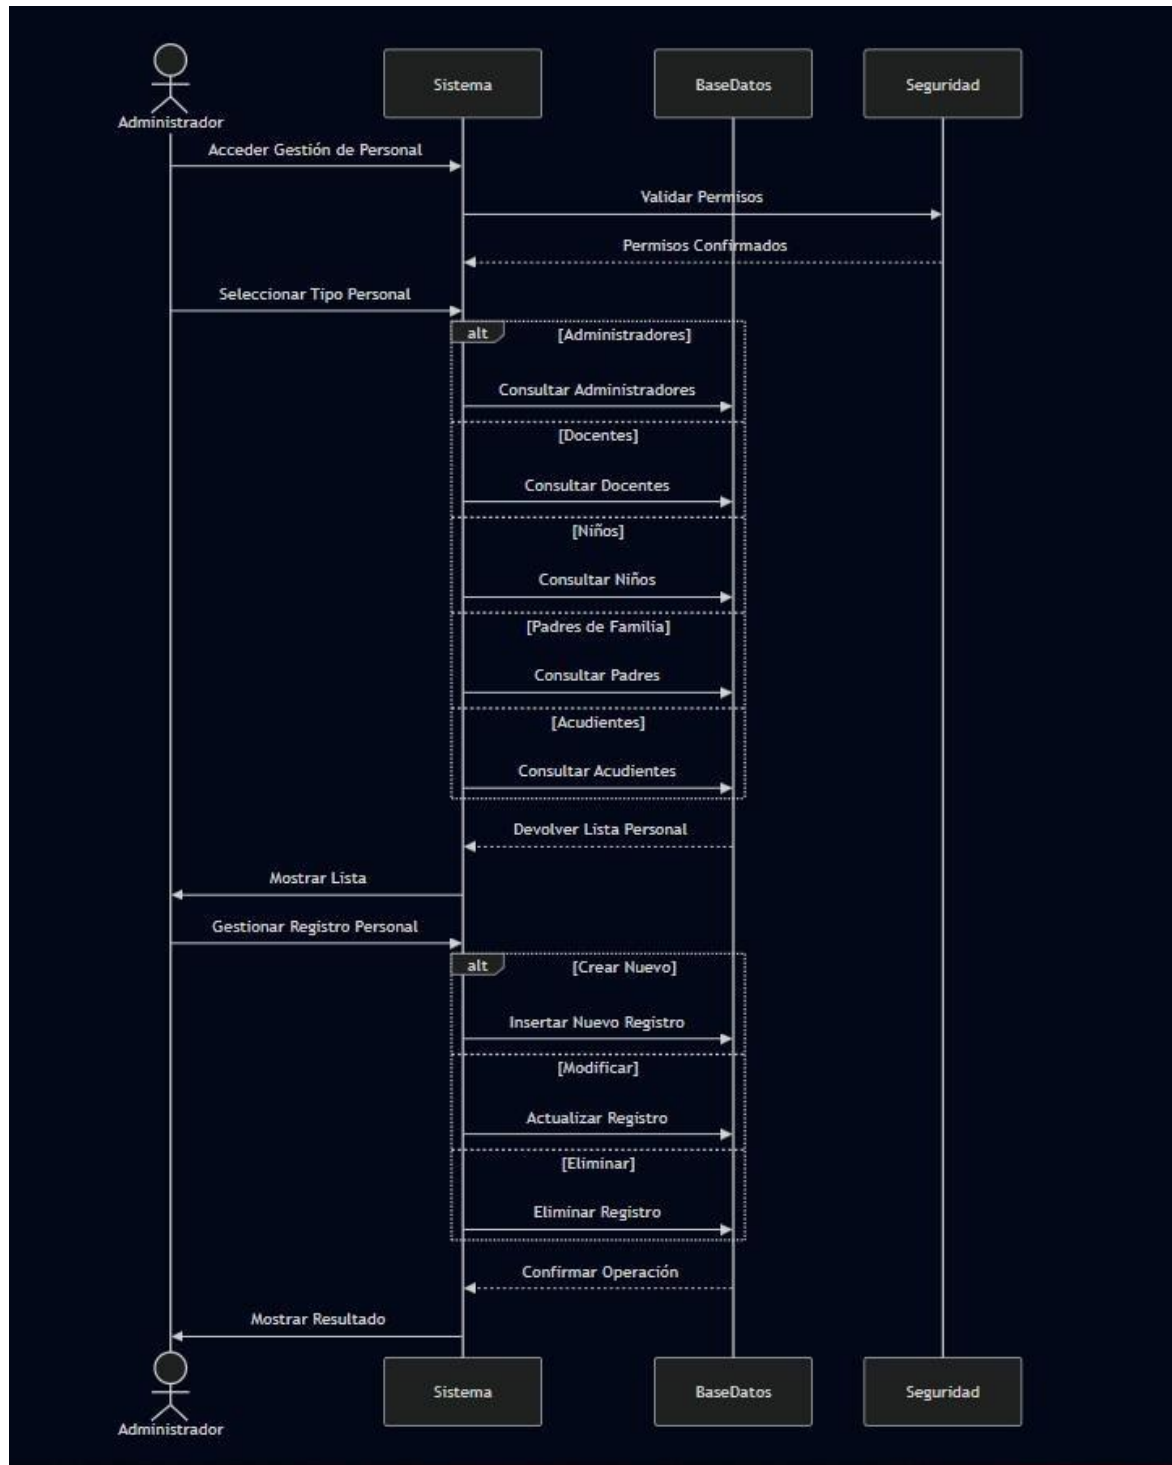 Administrador
Sistema
BaseDatos
Seguridad
Acceder Gestión de Personal
Validar Permisos
Permisos Confirmados
Seleccionar Tipo Personal
alt
[Administradores]
Consultar Administradores
[Docentes]
Consultar Docentes
[Niños]
Consultar Niños
[Padres de Familia]
Consultar Padres
[Acudientes]
Consultar Acudientes
Devolver Lista Personal
Mostrar Lista
Gestionar Registro Personal
alt
[Crear Nuevo]
Insertar Nuevo Registro
[Modificar]
Actualizar Registro
[Eliminar]
Eliminar Registro
Confirmar Operación
Mostrar Resultado
Administrador
Sistema
BaseDatos
Seguridad